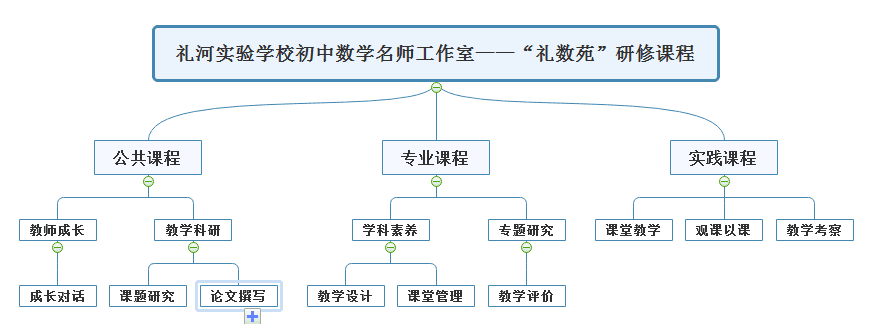 礼河实验学校初中数学名师工作室——“礼数苑”研修课程
公共课程 专业课程 实践课程
教师成长 教学科研 学科素养 专题研究 课堂教学 观课以课 教学考察
成长对话 课题研究 论文撰写 教学设计 课堂管理 教学评价